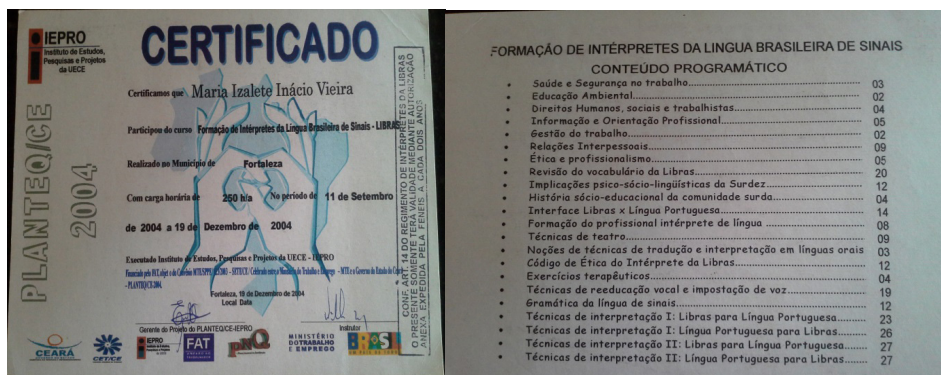 IEPRO
Instituto de Estudos,
Pesquisas e Projetos
da UECE
CERTIFICADO
PLANTEQ/CE
2004
Certificamos que Maria Izalete Inácio Vieira
Participou do curso Formação de Intérpretes da Língua Brasileira de Sinais - LIBRAS
Realizado no Município de Fortaleza
Com carga horária de 250 h/a No período de 11 de Setembro
de 2004 a 19 de Dezembro de 2004
Executado Instituto de Estudos, Pesquisas e Projetos da UECE - IEPRO
- PLANTEQ/CE-2004.
Fortaleza, 19 de Dezembro de 2004
Local Data
Gerente do Projeto do PLANTEQ/CE-IEPRO
Instrutor
CEARÁ
CET/CE
IEPRO
FAT
PNQ
MINISTÉRIO
DO TRABALHO
E EMPREGO
BRASIL
CONF. ART. 14 DO REGIMENTO DE INTÉRPRETES DA LIBRAS
O PRESENTE SOMENTE TERÁ VALIDADE MEDIANTE AUTORIZAÇÃO
ANEXA EXPEDIDA PELA FENEIS A CADA DOIS ANOS
FORMAÇÃO DE INTÉRPRETES DA LINGUA BRASILEIRA DE SINAIS
CONTEÚDO PROGRAMÁTICO
• Saúde e Segurança no trabalho 03
• Educação Ambiental 02
• Direitos Humanos, sociais e trabalhistas 04
• Informação e Orientação Profissional 05
• Gestão do trabalho 02
• Relações Interpessoais 09
• Ética e profissionalismo 05
• Revisão do vocabulário da Libras 20
• Implicações psico-sócio-lingüísticas da Surdez 12
• História sócio-educacional da comunidade surda 04
• Interface Libras x Língua Portuguesa 14
• Formação do profissional intérprete de língua 08
• Técnicas de teatro 09
• Noções de técnicas de tradução e interpretação em línguas orais 03
• Código de Ética do Intérprete da Libras 12
• Exercícios terapêuticos 04
• Técnicas de reeducação vocal e impostação de voz 19
• Gramática da língua de sinais 12
• Técnicas de interpretação I: Libras para Língua Portuguesa 23
• Técnicas de interpretação I: Língua Portuguesa para Libras 26
• Técnicas de interpretação II: Libras para Língua Portuguesa 27
• Técnicas de interpretação II: Língua Portuguesa para Libras 27